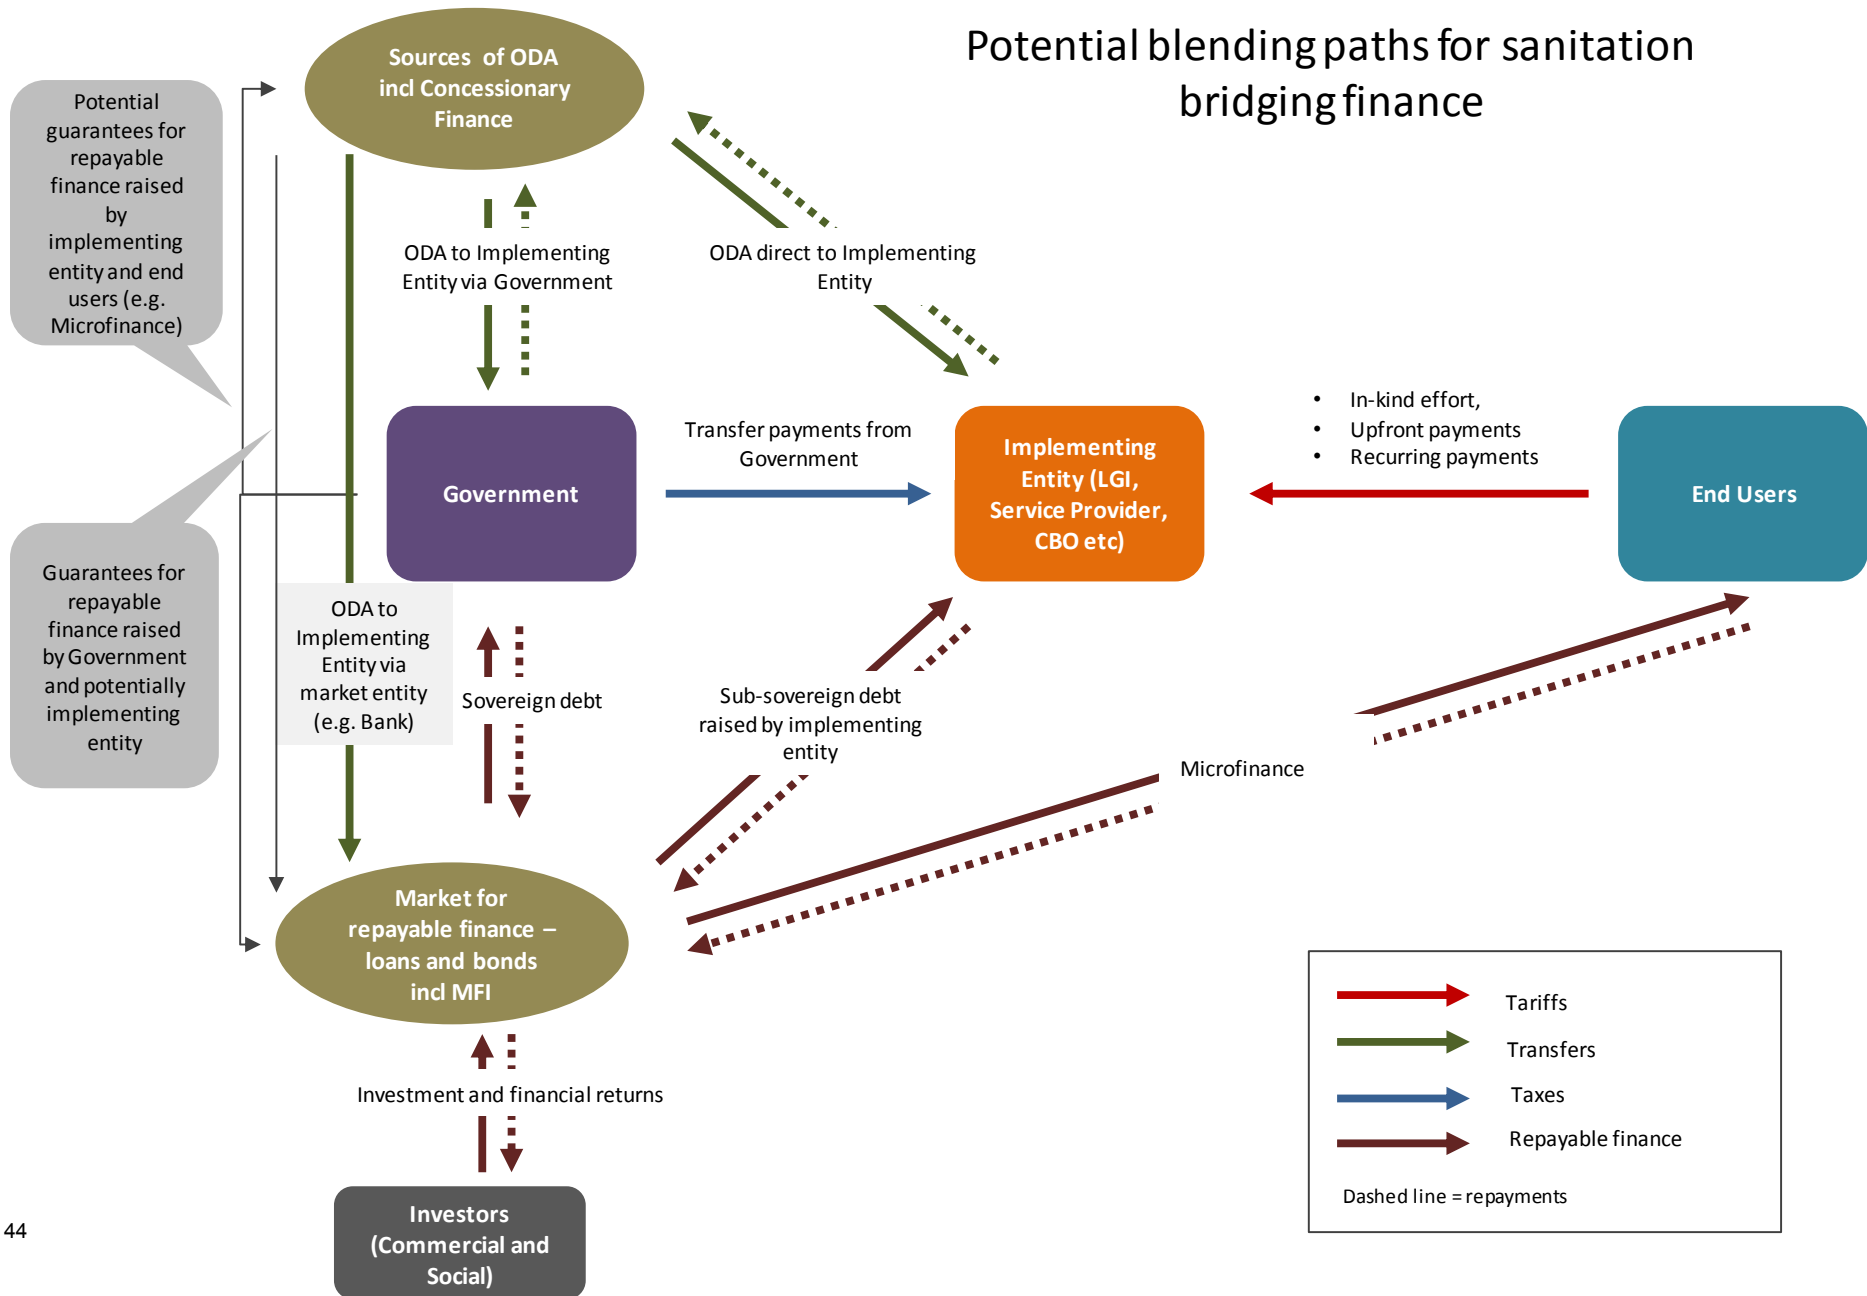 Potential blending paths for sanitation
bridging finance
Sources of ODA
incl Concessionary
Finance
Potential
guarantees for
repayable
finance raised
by
implementing
entity and end
users (e.g.
Microfinance)
ODA to Implementing
Entity via Government
ODA direct to Implementing
Entity
Government
Transfer payments from
Government
Implementing
Entity (LGI,
Service Provider,
CBO etc)
• In-kind effort,
• Upfront payments
• Recurring payments
End Users
Guarantees for
repayable
finance raised
by Government
and potentially
implementing
entity
ODA to
Implementing
Entity via
market entity
(e.g. Bank)
Sovereign debt
Sub-sovereign debt
raised by implementing
entity
Microfinance
Market for
repayable finance –
loans and bonds
incl MFI
Investment and financial returns
Investors
(Commercial and
Social)
Tariffs
Transfers
Taxes
Repayable finance
Dashed line = repayments
44